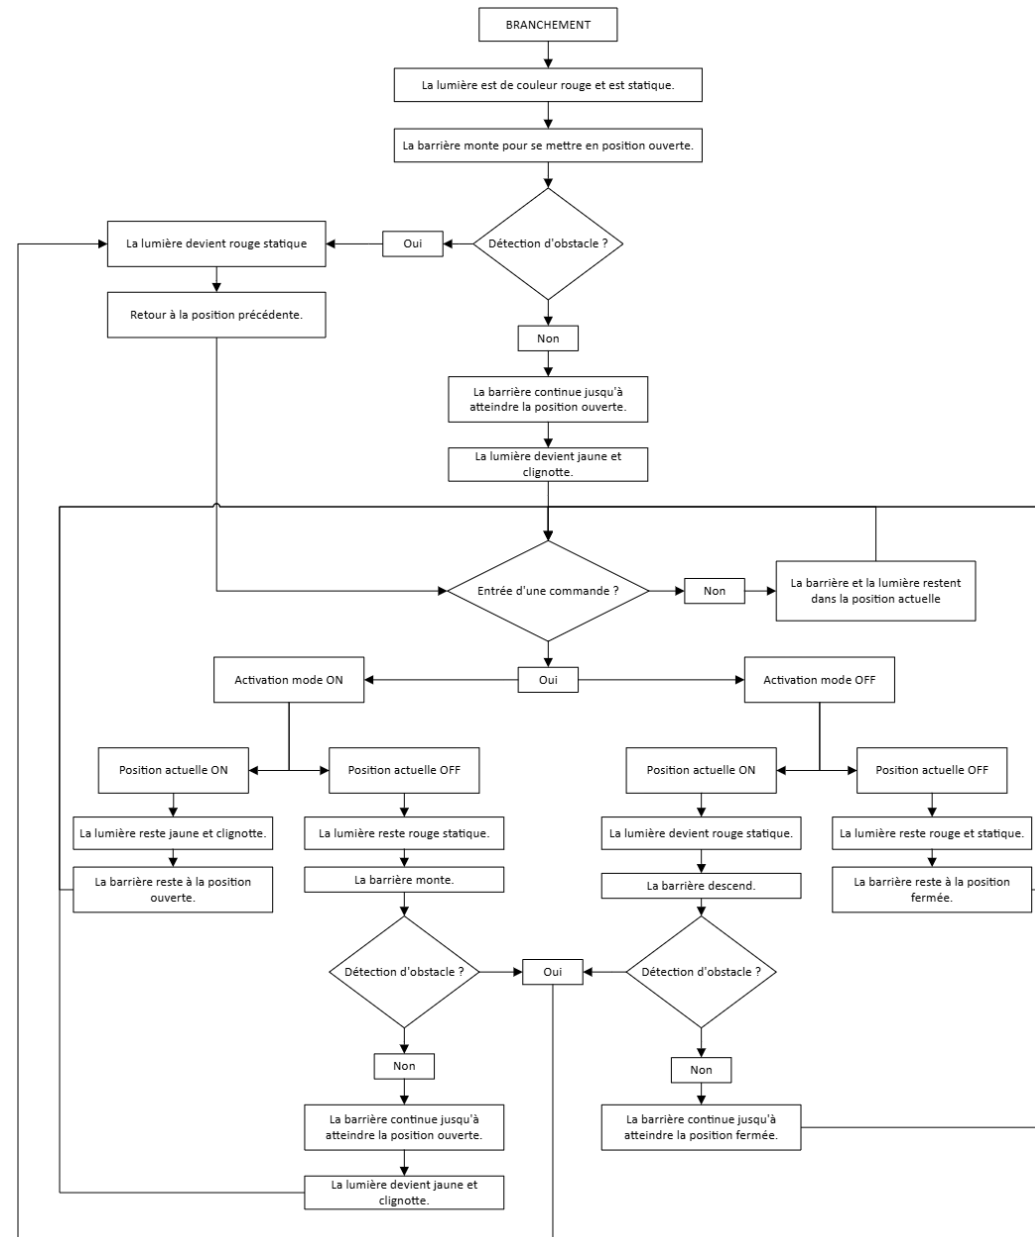 BRANCHEMENT
La lumière est de couleur rouge et est statique.
La barrière monte pour se mettre en position ouverte.
La lumière devient rouge statique
Oui
Détection d'obstacle ?
Retour à la position précédente.
Non
La barrière continue jusqu'à
atteindre la position ouverte.
La lumière devient jaune et
clignotte.
Entrée d'une commande ?
Non
La barrière et la lumière restent
dans la position actuelle
Activation mode ON
Oui
Activation mode OFF
Position actuelle ON
Position actuelle OFF
Position actuelle ON
Position actuelle OFF
La lumière reste jaune et clignotte.
La lumière reste rouge statique.
La lumière devient rouge statique.
La lumière reste rouge et statique.
La barrière reste à la position
ouverte.
La barrière monte.
La barrière descend.
La barrière reste à la position
fermée.
Détection d'obstacle ?
Oui
Détection d'obstacle ?
Non
Non
La barrière continue jusqu'à
atteindre la position ouverte.
La barrière continue jusqu'à
atteindre la position fermée.
La lumière devient jaune et
clignotte.